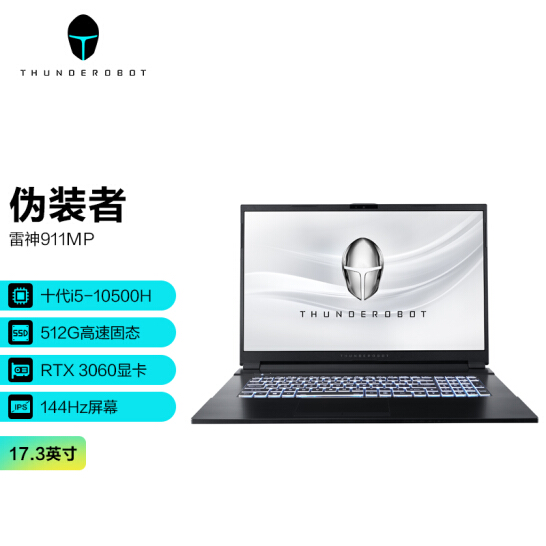 THUNDEROBOT
伪装者
雷神911MP
十代i5-10500H
SSD 512G高速固态
RTX 3060显卡
IPS 144Hz屏幕
17.3英寸
THUNDEROBOT
THUNDEROBOT